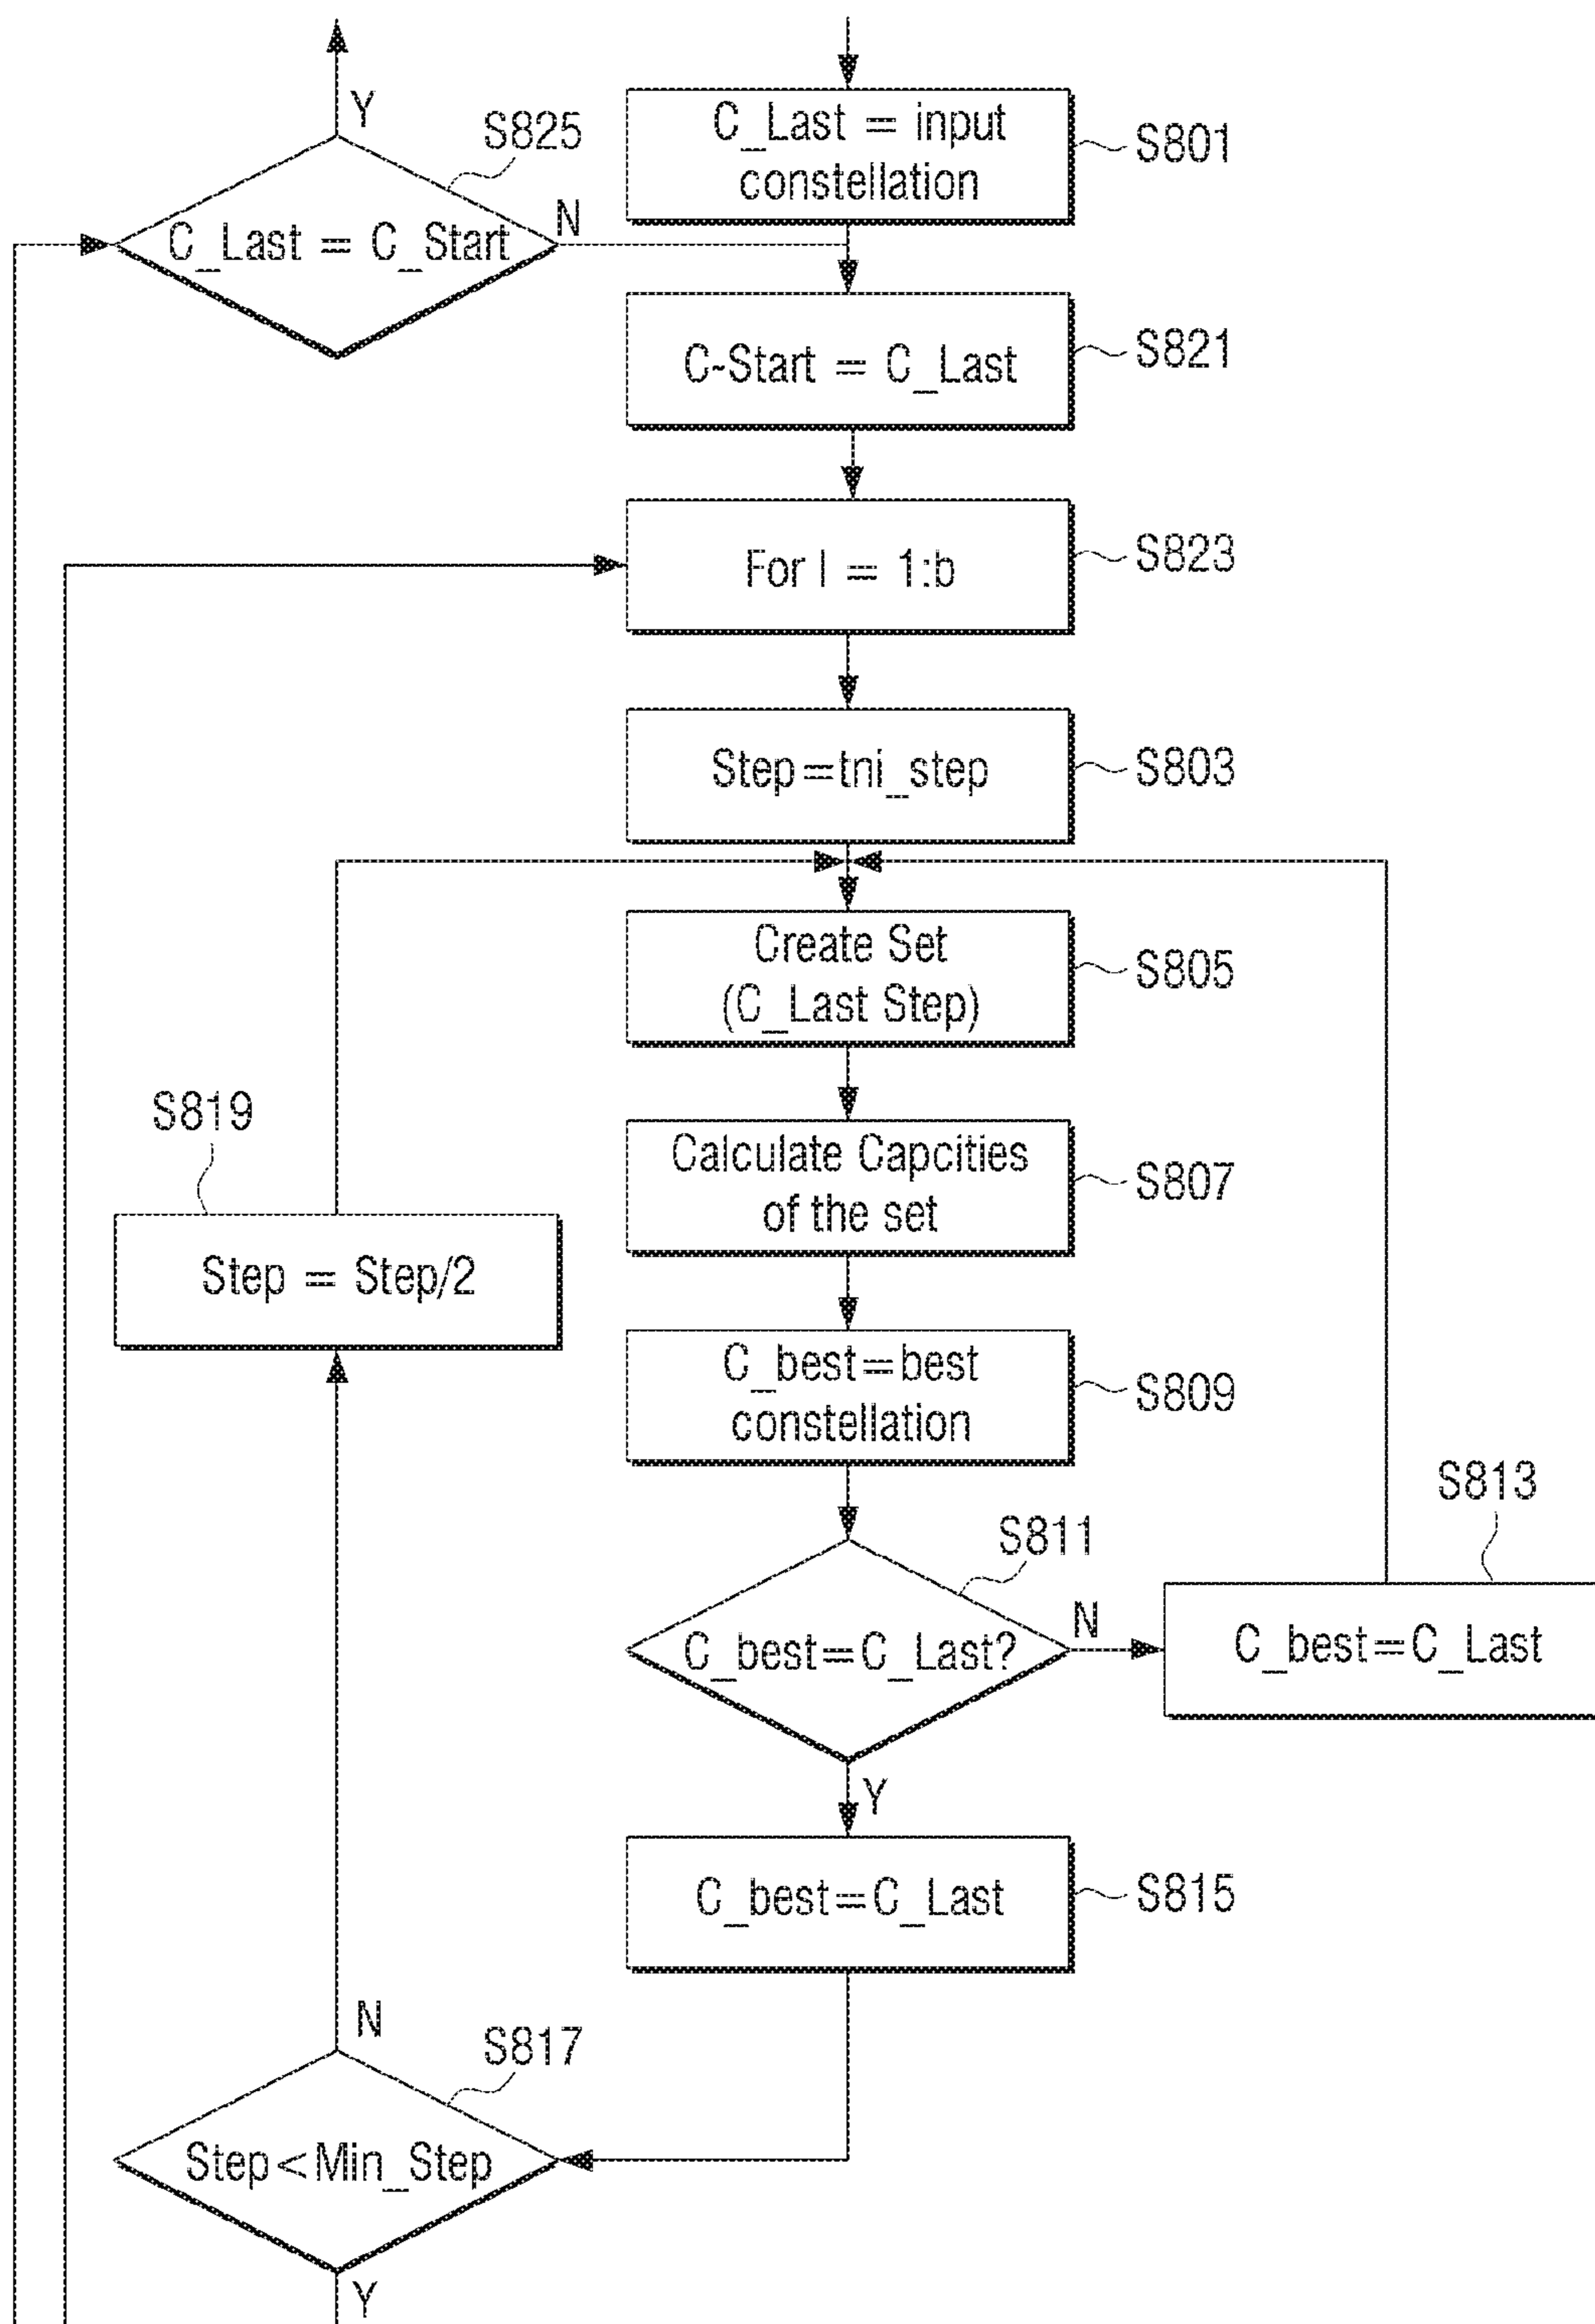 Y
S825
C_Last = C_Start
N
C_Last = input
constellation
S801
C~Start = C_Last
S821
For I = 1:b
S823
Step=tni_step
S803
Create Set
(C_Last Step)
S805
S819
Step = Step/2
Calculate Capcities
of the set
S807
C_best=best
constellation
S809
S811
C_best=C_Last?
N
S813
C_best=C_Last
Y
C_best=C_Last
S815
N
S817
Step<Min_Step
Y